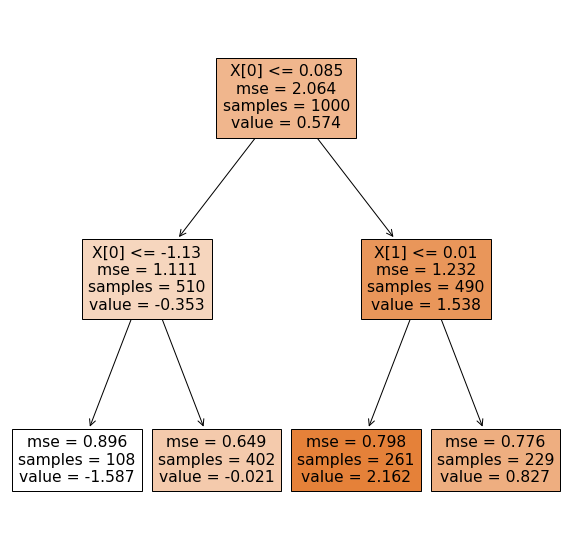 X[0] <= 0.085
mse = 2.064
samples = 1000
value = 0.574
X[0] <= -1.13
mse = 1.111
samples = 510
value = -0.353
X[1] <= 0.01
mse = 1.232
samples = 490
value = 1.538
mse = 0.896
samples = 108
value = -1.587
mse = 0.649
samples = 402
value = -0.021
mse = 0.798
samples = 261
value = 2.162
mse = 0.776
samples = 229
value = 0.827